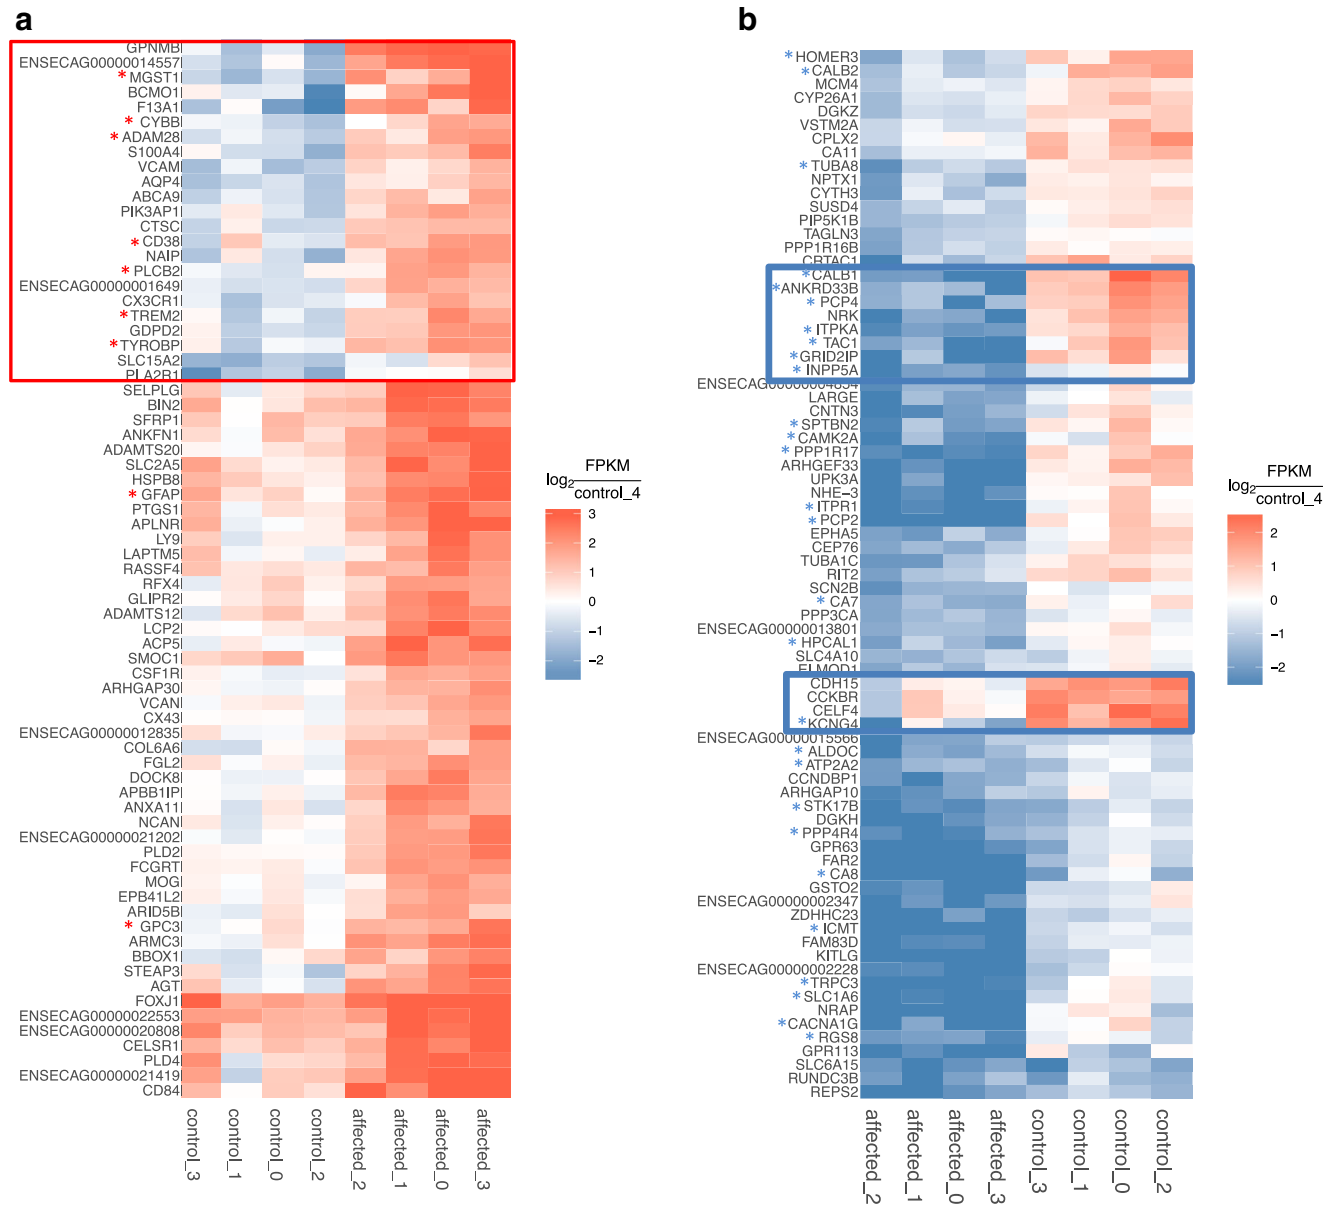 a
GPNMB
ENSECAG00000014557
* MGST1
BCMO1
F13A1
* CYBB
* ADAM28
S100A4
VCAM
AQP4
ABCA9
PIK3AP1
CTSC
* CD38
NAIP
* PLCB2
ENSECAG00000001649
CX3CR1
* TREM2
GDPD2
* TYROBP
SLC15A2
PLA2R1
SELPLG
BIN2
SFRP1
ANKFN1
ADAMTS20
SLC2A5
HSPB8
* GFAP
PTGS1
APLNR
LY9
LAPTM5
RASSF4
RFX4
GLIPR2
ADAMTS12
LCP2
ACP5
SMOC1
CSF1R
ARHGAP30
VCAN
CX43
ENSECAG00000012835
COL6A6
FGL2
DOCK8
APBB1IP
ANXA11
NCAN
ENSECAG00000021202
PLD2
FCGRT
MOG
EPB41L2
ARID5B
* GPC3
ARMC3
BBOX1
STEAP3
AGT
FOXJ1
ENSECAG00000022553
ENSECAG00000020808
CELSR1
PLD4
ENSECAG00000021419
CD84
control_3
control_1
control_0
control_2
affected_2
affected_1
affected_0
affected_3
log2 FPKM
control_4
3
2
1
0
−1
−2
b
* HOMER3
* CALB2
MCM4
CYP26A1
DGKZ
VSTM2A
CPLX2
CA11
* TUBA8
NPTX1
CYTH3
SUSD4
PIP5K1B
TAGLN3
PPP1R16B
CRTAC1
* CALB1
* ANKRD33B
* PCP4
NRK
* ITPKA
* TAC1
* GRID2IP
* INPP5A
ENSECAG00000004834
LARGE
CNTN3
* SPTBN2
* CAMK2A
* PPP1R17
ARHGEF33
UPK3A
NHE−3
* ITPR1
* PCP2
EPHA5
CEP76
TUBA1C
RIT2
SCN2B
* CA7
PPP3CA
ENSECAG00000013801
* HPCAL1
SLC4A10
ELMOD1
CDH15
CCKBR
CELF4
* KCNG4
ENSECAG00000015566
* ALDOC
* ATP2A2
CCNDBP1
ARHGAP10
* STK17B
DGKH
* PPP4R4
GPR63
FAR2
* CA8
GSTO2
ENSECAG00000002347
ZDHHC23
* ICMT
FAM83D
KITLG
ENSECAG00000002228
* TRPC3
* SLC1A6
NRAP
* CACNA1G
* RGS8
GPR113
SLC6A15
RUNDC3B
REPS2
affected_2
affected_1
affected_0
affected_3
control_3
control_1
control_0
control_2
log2 FPKM
control_4
2
1
0
−1
−2